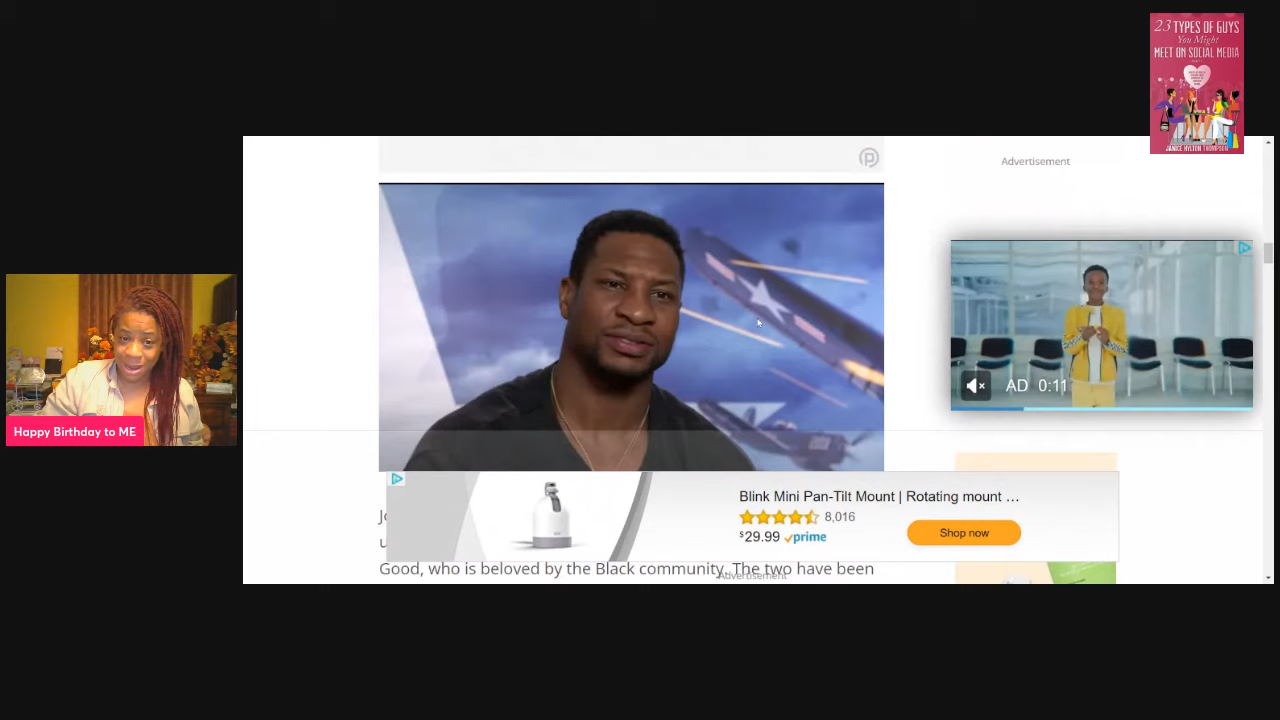 23 TYPES OF GUYS
You Might
MEET ON SOCIAL MEDIA
JANICE HYLTON THOMPSON
Advertisement
AD 0:11
Happy Birthday to ME
Blink Mini Pan-Tilt Mount | Rotating mount …
8,016
$29.99 prime
Shop now
Good, who is beloved by the Black community. The two have been
Advertisement